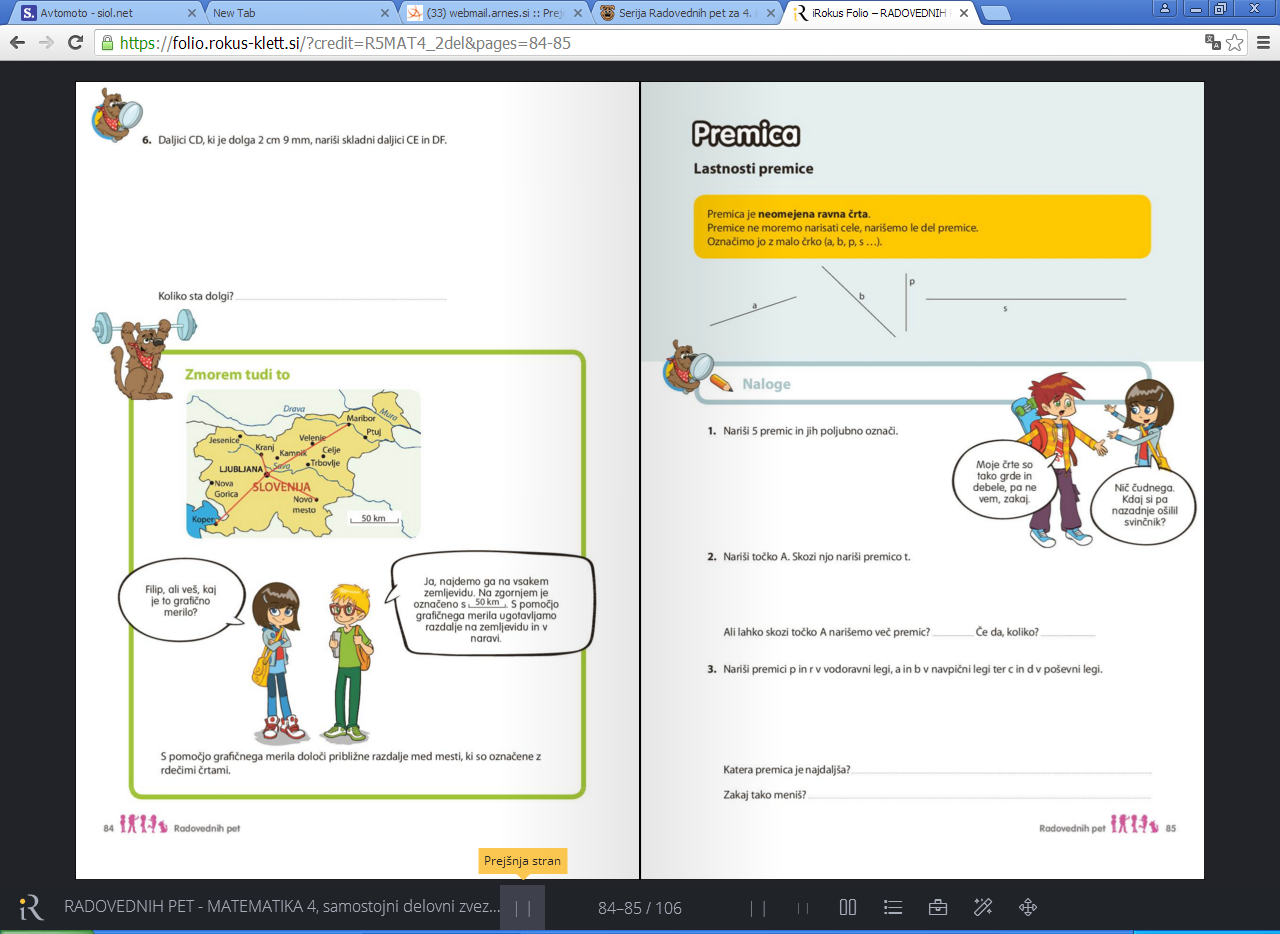 Avtomoto - siol.net
New Tab
(33) webmail.arnes.si :: Prej
Serija Radovednih pet za 4.
iRokus Folio – RADOVEDNIH
https://folio.rokus-klett.si/?credit=R5MAT4_2del&pages=84-85
6. Daljici CD, ki je dolga 2 cm 9 mm, nariši skladni daljici CE in DF.
Koliko sta dolgi?
Zmorem tudi to
Drava
Mura
Maribor
Jesenice
Velenje
Ptuj
Kranj
Kamnik
Celje
LJUBLJANA
Sava
Trbovlje
Nova
Gorica
SLOVENIJA
Novo
mesto
Koper
50 km
Filip, ali veš, kaj
je to grafično
merilo?
Ja, najdemo ga na vsakem
zemljevidu. Na zgornjem je
označeno s 50 km. S pomočjo
grafičnega merila ugotavljamo
razdalje na zemljevidu in v
naravi.
S pomočjo grafičnega merila določi približne razdalje med mesti, ki so označene z
rdečimi črtami.
84 Radovednih pet
Premica
Lastnosti premice
Premica je neomejena ravna črta.
Premice ne moremo narisati cele, narišemo le del premice.
Označimo jo z malo črko (a, b, p, s ...).
a
b
p
s
Naloge
1. Nariši 5 premic in jih poljubno označi.
Moje črte so
tako grde in
debele, pa ne
vem, zakaj.
Nič čudnega.
Kdaj si pa
nazadnje ošilil
svinčnik?
2. Nariši točko A. Skozi njo nariši premico t.
Ali lahko skozi točko A narišemo več premic? Če da, koliko?
3. Nariši premici p in r v vodoravni legi, a in b v navpični legi ter c in d v poševni legi.
Katera premica je najdaljša?
Zakaj tako meniš?
Radovednih pet 85
Prejšnja stran
iR
RADOVEDNIH PET - MATEMATIKA 4, samostojni delovni zvez...
84–85 / 106